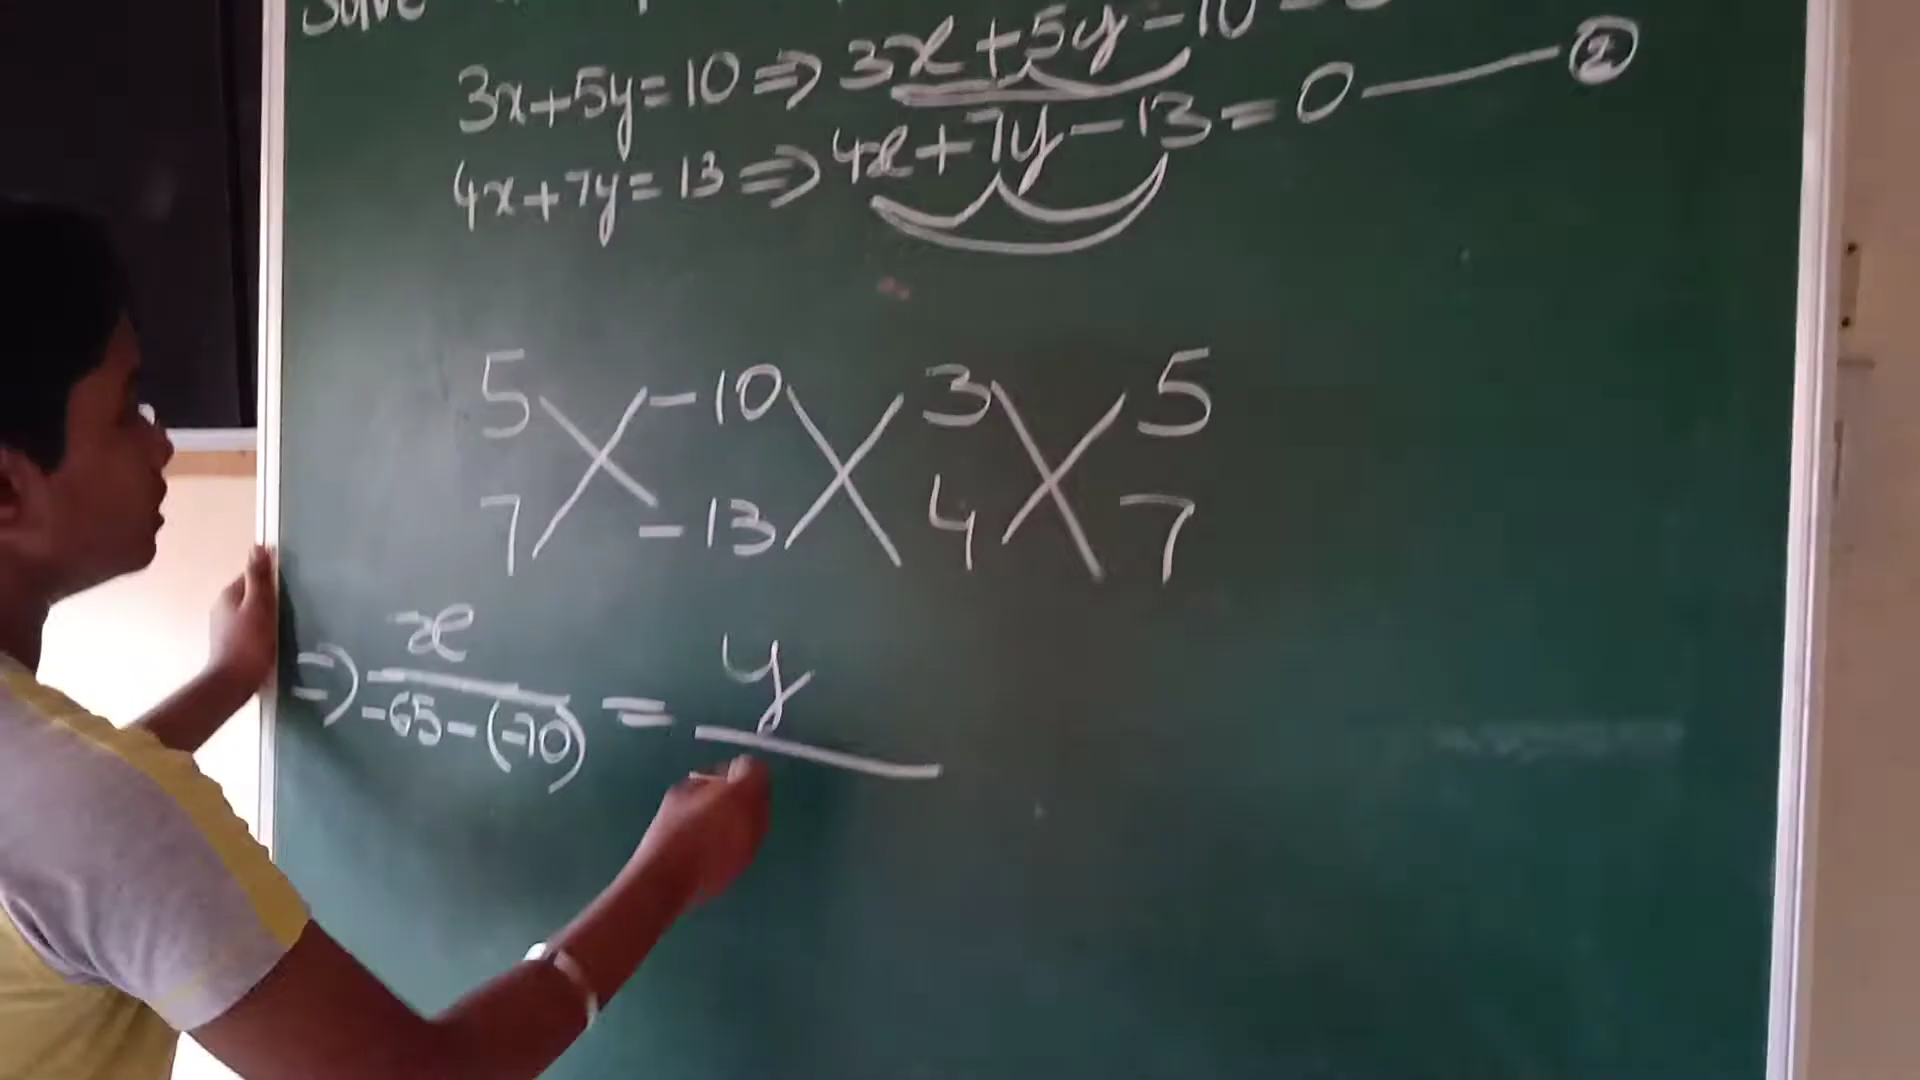 Solve
3x+5y=10 ⇒ 3x+5y-10
4x+7y=13 ⇒ 4x+7y-13=0 — ②
5 -10 3 5
7 -13 4 7
⇒ x/-65-(-70) = y/